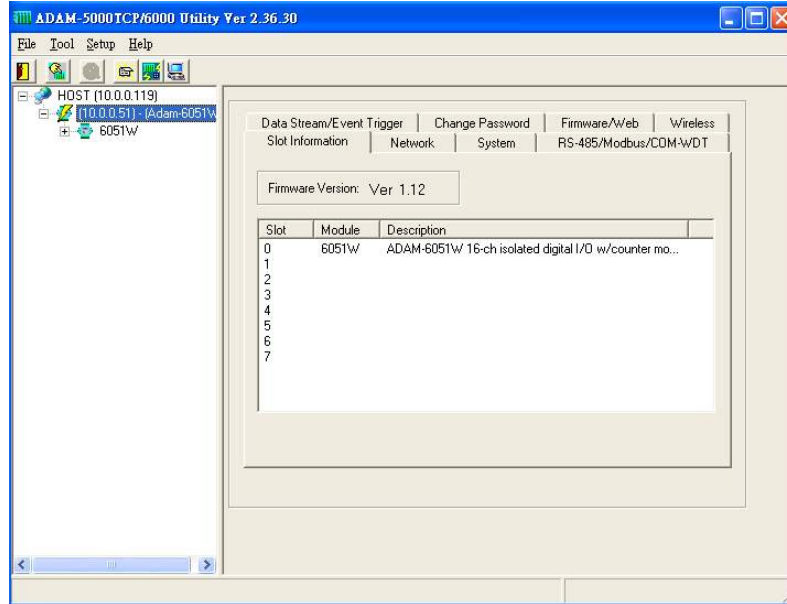 ADAM-5000TCP/6000 Utility Ver 2.36.30
File Tool Setup Help
HOST (10.0.0.119)
(10.0.0.51) - (Adam-6051W
6051W
Data Stream/Event Trigger Change Password Firmware/Web Wireless
Slot Information Network System RS-485/Modbus/COM-WDT
Firmware Version: Ver 1.12
Slot Module Description
0 6051W ADAM-6051W 16-ch isolated digital I/O w/counter mo...
1
2
3
4
5
6
7